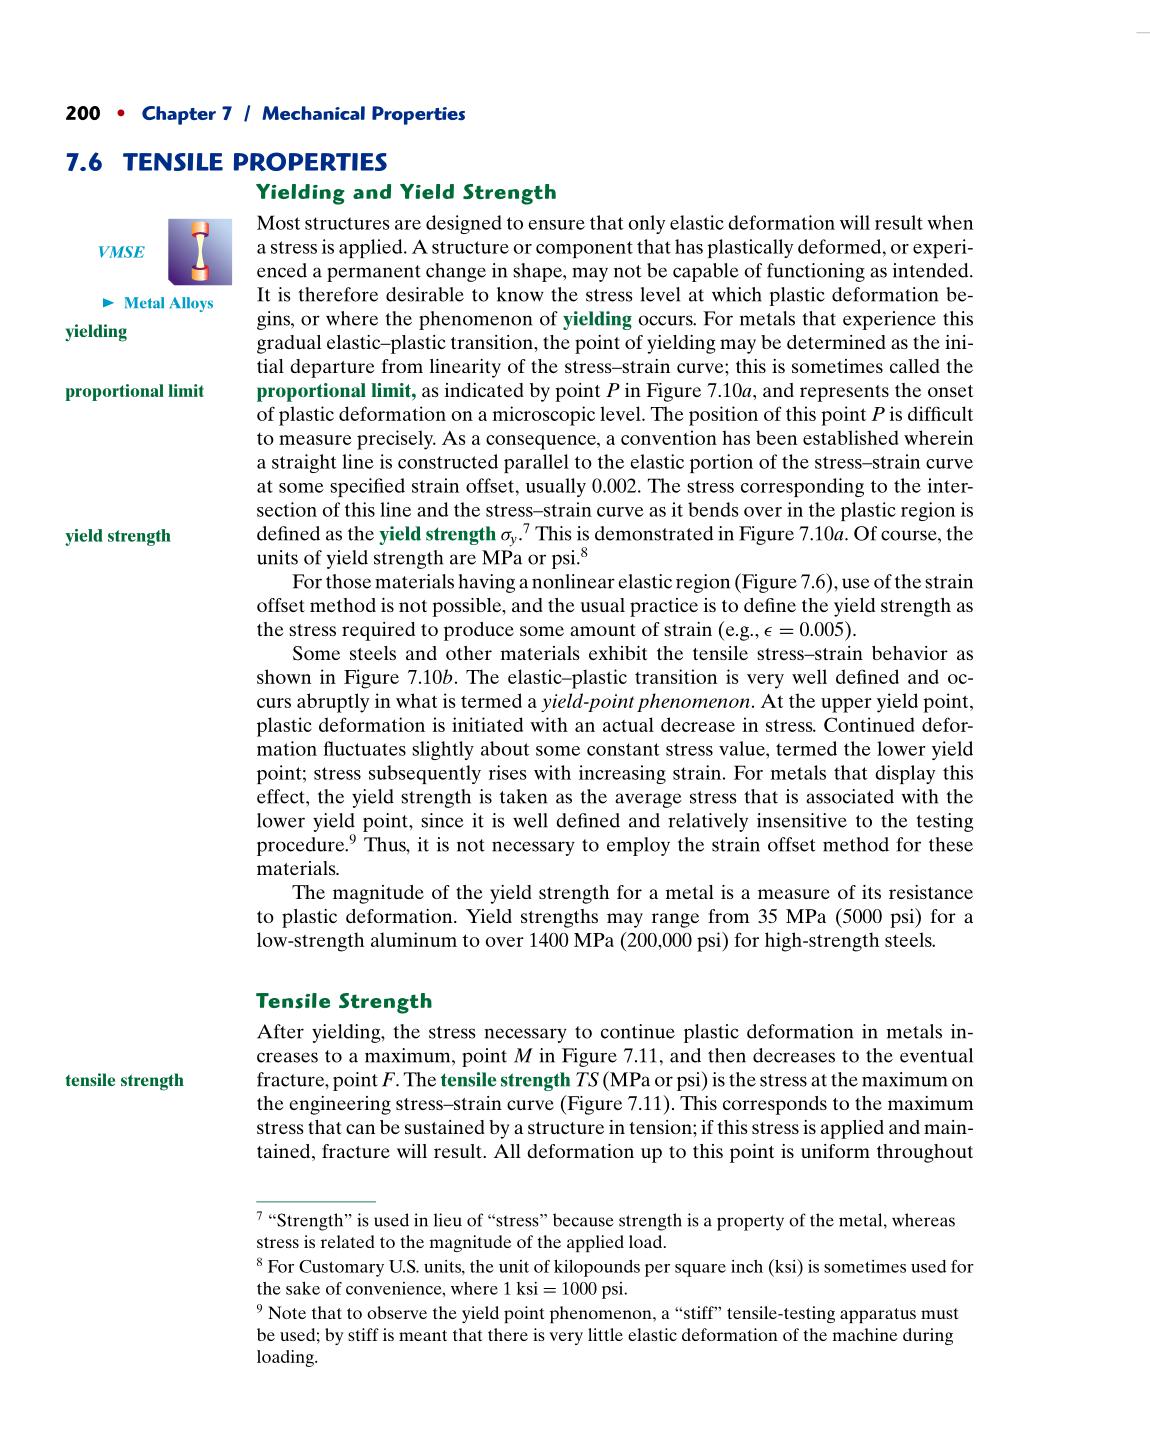 200 • Chapter 7 / Mechanical Properties
7.6 TENSILE PROPERTIES
Yielding and Yield Strength
VMSE
► Metal Alloys
yielding
proportional limit
yield strength
Most structures are designed to ensure that only elastic deformation will result when
a stress is applied. A structure or component that has plastically deformed, or experi-
enced a permanent change in shape, may not be capable of functioning as intended.
It is therefore desirable to know the stress level at which plastic deformation be-
gins, or where the phenomenon of yielding occurs. For metals that experience this
gradual elastic–plastic transition, the point of yielding may be determined as the ini-
tial departure from linearity of the stress–strain curve; this is sometimes called the
proportional limit, as indicated by point P in Figure 7.10a, and represents the onset
of plastic deformation on a microscopic level. The position of this point P is difficult
to measure precisely. As a consequence, a convention has been established wherein
a straight line is constructed parallel to the elastic portion of the stress–strain curve
at some specified strain offset, usually 0.002. The stress corresponding to the inter-
section of this line and the stress–strain curve as it bends over in the plastic region is
defined as the yield strength σy.⁷ This is demonstrated in Figure 7.10a. Of course, the
units of yield strength are MPa or psi.⁸
For those materials having a nonlinear elastic region (Figure 7.6), use of the strain
offset method is not possible, and the usual practice is to define the yield strength as
the stress required to produce some amount of strain (e.g., ϵ = 0.005).
Some steels and other materials exhibit the tensile stress–strain behavior as
shown in Figure 7.10b. The elastic–plastic transition is very well defined and oc-
curs abruptly in what is termed a yield-point phenomenon. At the upper yield point,
plastic deformation is initiated with an actual decrease in stress. Continued defor-
mation fluctuates slightly about some constant stress value, termed the lower yield
point; stress subsequently rises with increasing strain. For metals that display this
effect, the yield strength is taken as the average stress that is associated with the
lower yield point, since it is well defined and relatively insensitive to the testing
procedure.⁹ Thus, it is not necessary to employ the strain offset method for these
materials.
The magnitude of the yield strength for a metal is a measure of its resistance
to plastic deformation. Yield strengths may range from 35 MPa (5000 psi) for a
low-strength aluminum to over 1400 MPa (200,000 psi) for high-strength steels.
Tensile Strength
tensile strength
After yielding, the stress necessary to continue plastic deformation in metals in-
creases to a maximum, point M in Figure 7.11, and then decreases to the eventual
fracture, point F. The tensile strength TS (MPa or psi) is the stress at the maximum on
the engineering stress–strain curve (Figure 7.11). This corresponds to the maximum
stress that can be sustained by a structure in tension; if this stress is applied and main-
tained, fracture will result. All deformation up to this point is uniform throughout
⁷ “Strength” is used in lieu of “stress” because strength is a property of the metal, whereas
stress is related to the magnitude of the applied load.
⁸ For Customary U.S. units, the unit of kilopounds per square inch (ksi) is sometimes used for
the sake of convenience, where 1 ksi = 1000 psi.
⁹ Note that to observe the yield point phenomenon, a “stiff” tensile-testing apparatus must
be used; by stiff is meant that there is very little elastic deformation of the machine during
loading.